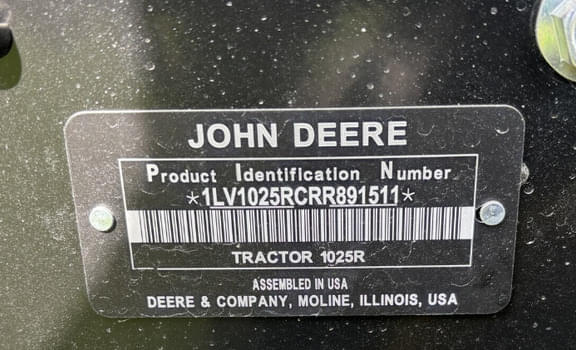 JOHN DEERE
Product Identification Number
*1LV1025RCRR891511*
TRACTOR 1025R
ASSEMBLED IN USA
DEERE & COMPANY, MOLINE, ILLINOIS, USA